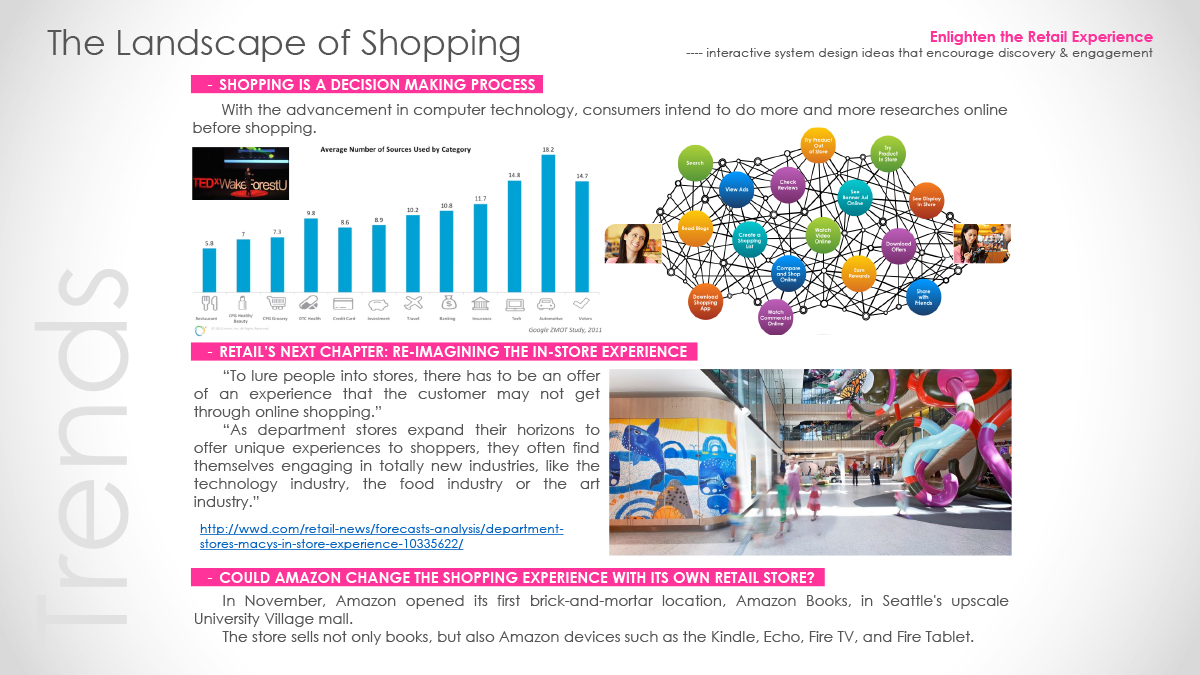 The Landscape of Shopping
Enlighten the Retail Experience
---- interactive system design ideas that encourage discovery & engagement
Trends
- SHOPPING IS A DECISION MAKING PROCESS
With the advancement in computer technology, consumers intend to do more and more researches online
before shopping.
TEDxWakeForestU
Average Number of Sources Used by Category
5.8
7
7.3
9.8
8.6
8.9
10.2
10.8
11.7
14.8
18.2
14.7
Restaurant
CPG Healthy
Beauty
CPG Grocery
OTC Health
Credit Card
Investment
Travel
Banking
Insurance
Tech
Automotive
Voters
Google ZMOT Study, 2011
Search
Try Product
Out
at Store
Try
Product
In Store
View Ads
Check
Reviews
See
Banner Ad
Online
See Display
In Store
Read Blogs
Create a
Shopping
List
Watch
Video
Online
Download
Offers
Compare
and Shop
Online
Earn
Rewards
Download
Shopping
App
Watch
Commercial
Online
Share
with
Friends
- RETAIL'S NEXT CHAPTER: RE-IMAGINING THE IN-STORE EXPERIENCE
“To lure people into stores, there has to be an offer
of an experience that the customer may not get
through online shopping.”
“As department stores expand their horizons to
offer unique experiences to shoppers, they often find
themselves engaging in totally new industries, like the
technology industry, the food industry or the art
industry.”
http://wwd.com/retail-news/forecasts-analysis/department-
stores-macys-in-store-experience-10335622/
- COULD AMAZON CHANGE THE SHOPPING EXPERIENCE WITH ITS OWN RETAIL STORE?
In November, Amazon opened its first brick-and-mortar location, Amazon Books, in Seattle's upscale
University Village mall.
The store sells not only books, but also Amazon devices such as the Kindle, Echo, Fire TV, and Fire Tablet.